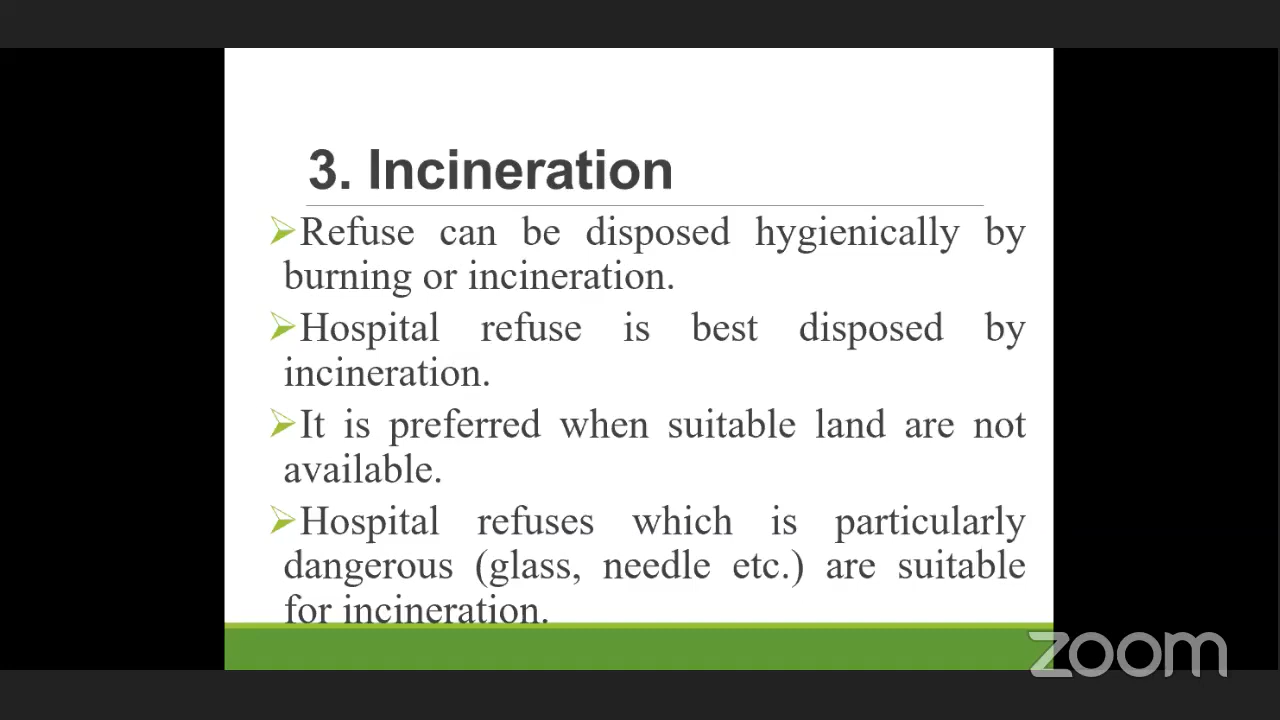 3. Incineration
➢Refuse can be disposed hygienically by
burning or incineration.
➢Hospital refuse is best disposed by
incineration.
➢It is preferred when suitable land are not
available.
➢Hospital refuses which is particularly
dangerous (glass, needle etc.) are suitable
for incineration.
zoom